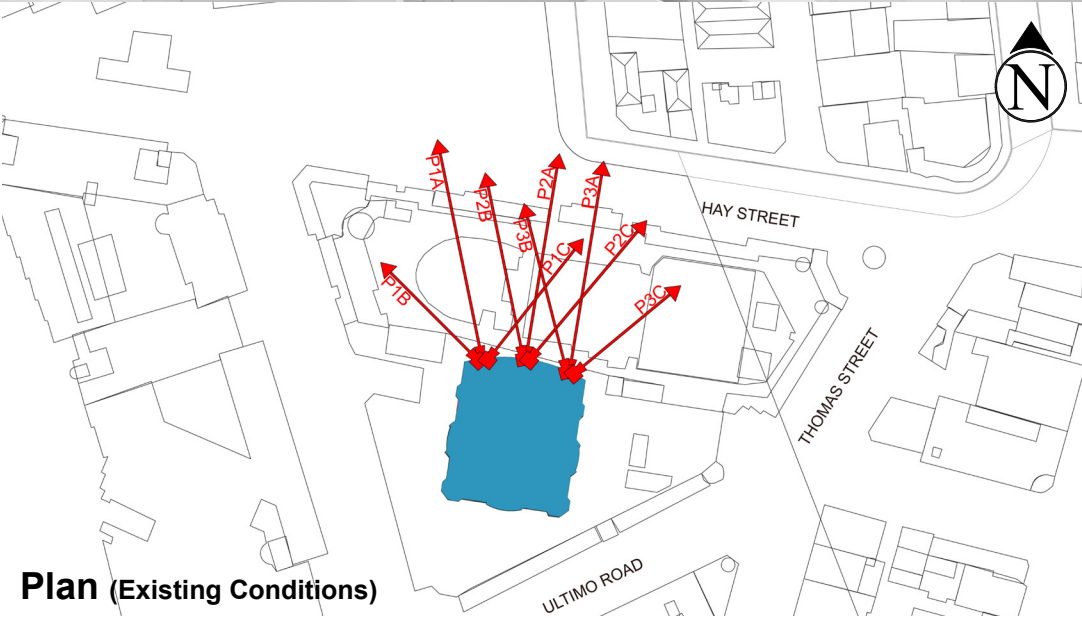 N
P1A
P2B
P2A
P3A
P3B
P1C
P2C
P1B
P3C
HAY STREET
THOMAS STREET
ULTIMO ROAD
Plan (Existing Conditions)